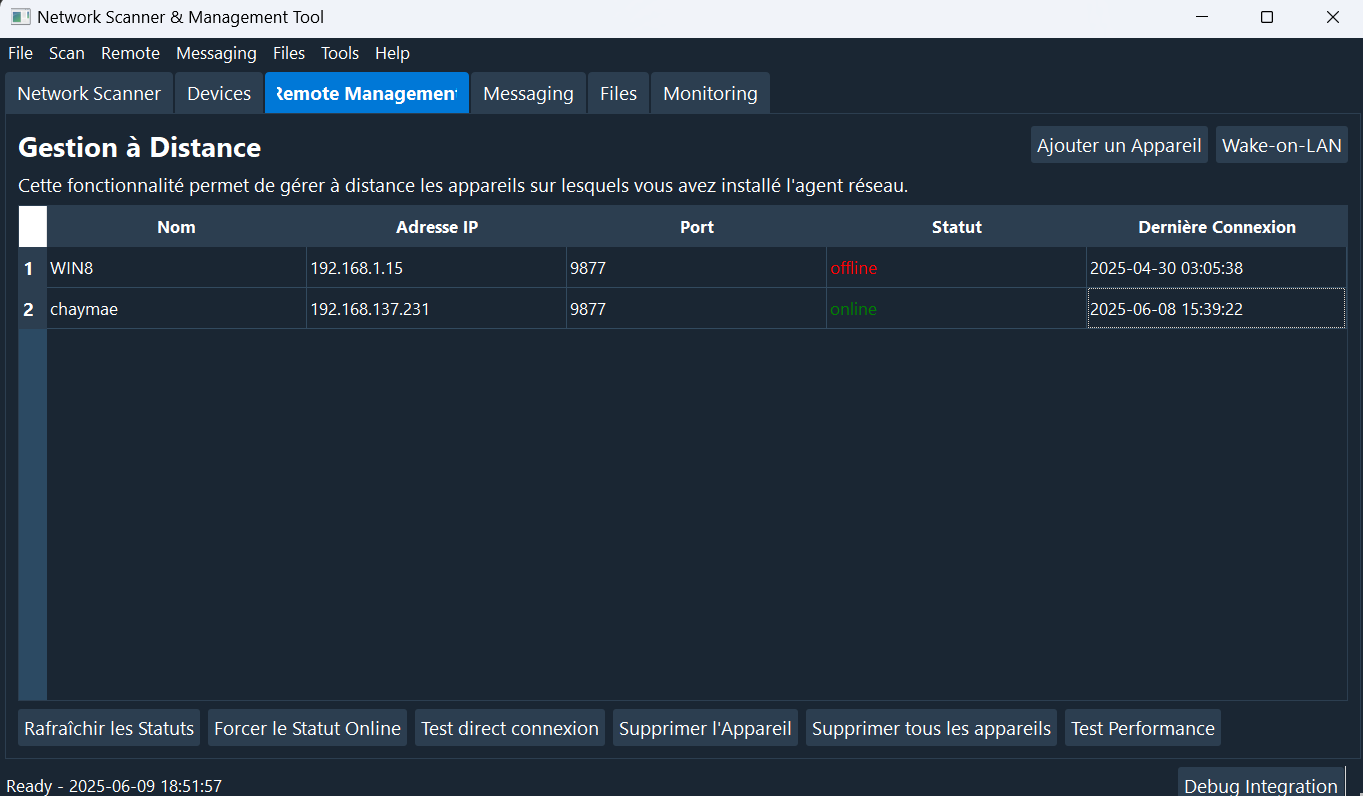 Network Scanner & Management Tool
File Scan Remote Messaging Files Tools Help
Network Scanner Devices Remote Management Messaging Files Monitoring
Gestion à Distance Ajouter un Appareil Wake-on-LAN
Cette fonctionnalité permet de gérer à distance les appareils sur lesquels vous avez installé l'agent réseau.
Nom Adresse IP Port Statut Dernière Connexion
1 WIN8 192.168.1.15 9877 offline 2025-04-30 03:05:38
2 chaymae 192.168.137.231 9877 online 2025-06-08 15:39:22
Rafraîchir les Statuts Forcer le Statut Online Test direct connexion Supprimer l'Appareil Supprimer tous les appareils Test Performance
Ready - 2025-06-09 18:51:57 Debug Integration